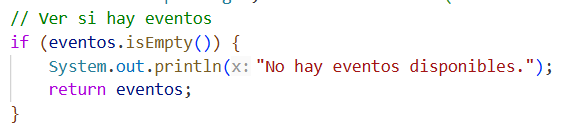 // Ver si hay eventos
if (eventos.isEmpty()) {
    System.out.println(x: "No hay eventos disponibles.");
    return eventos;
}